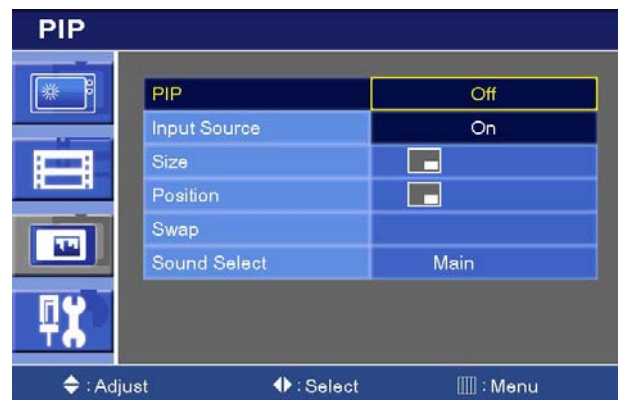 PIP
PIP Off
Input Source On
Size
Position
Swap
Sound Select Main
: Adjust : Select : Menu